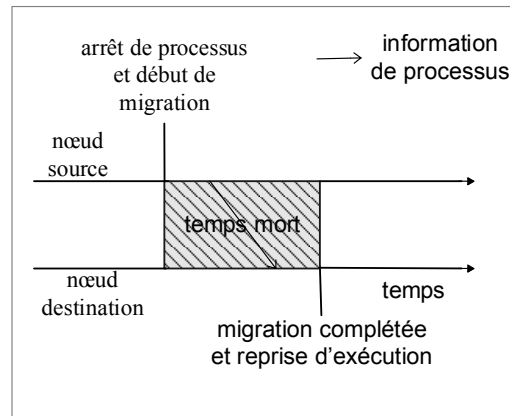 arrêt de processus
et début de
migration
information
de processus
nœud
source
temps mort
nœud
destination
temps
migration complétée
et reprise d'exécution